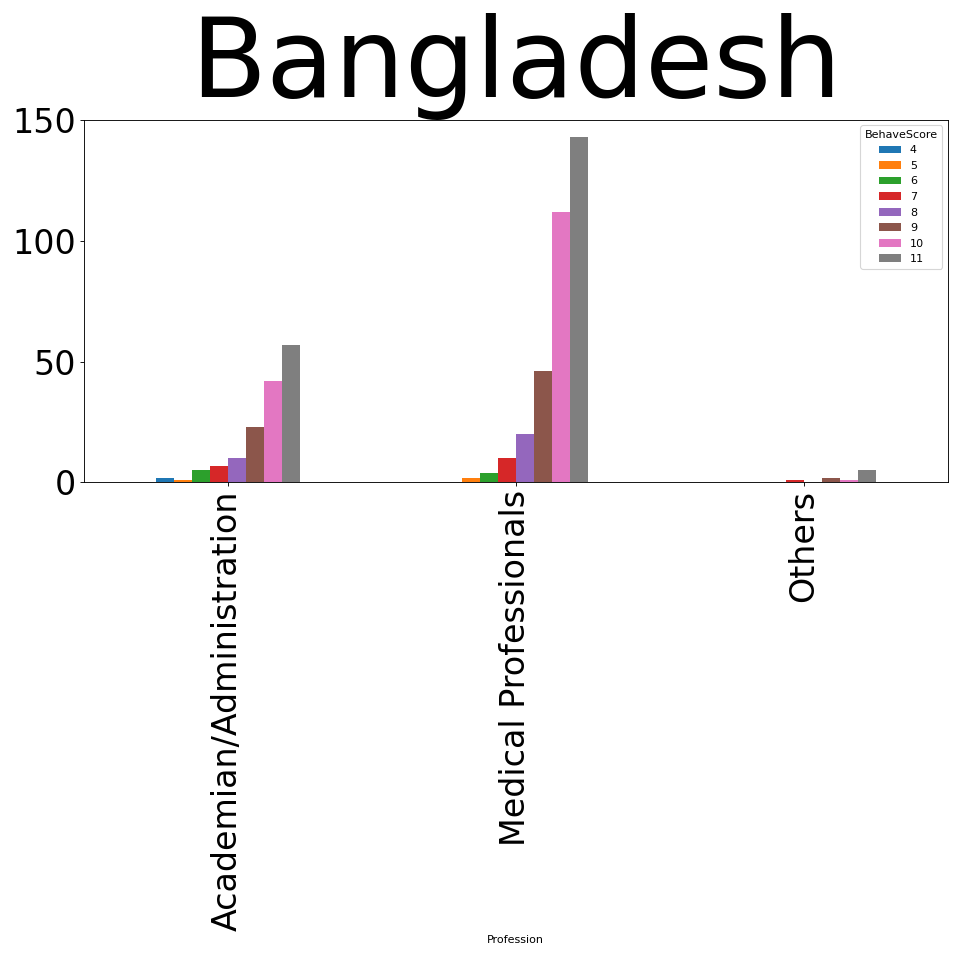 Bangladesh
150
100
50
0
BehaveScore
4
5
6
7
8
9
10
11
Academian/Administration
Medical Professionals
Others
Profession